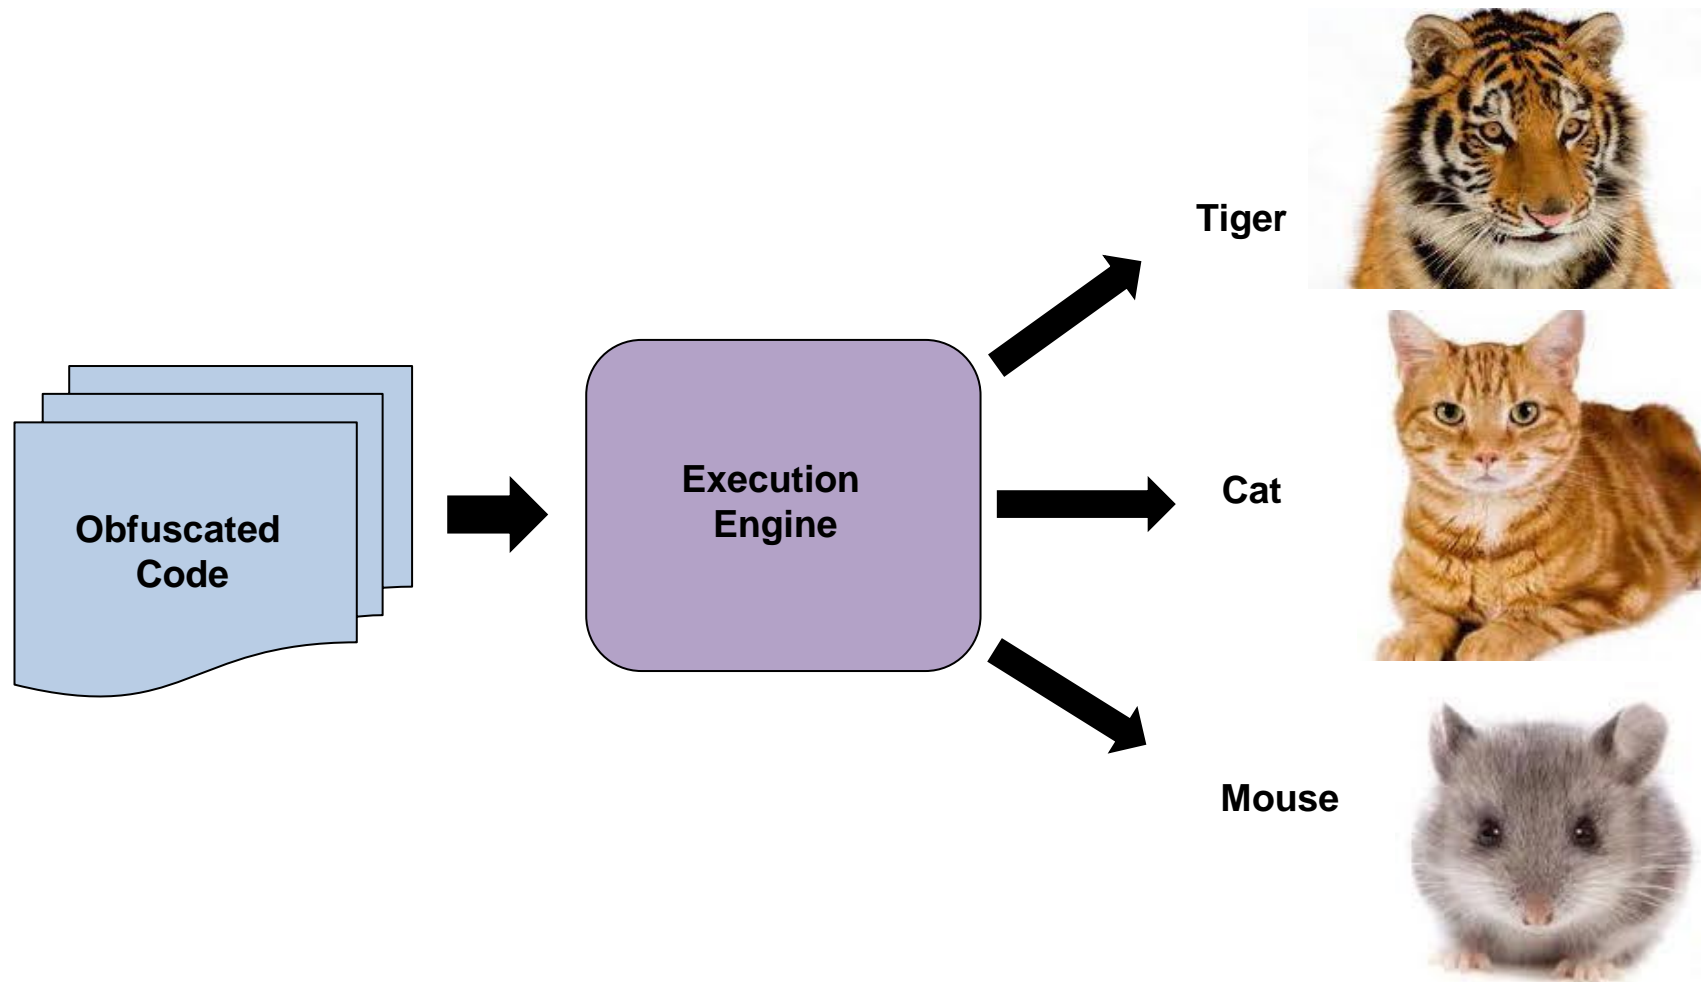 Tiger
Obfuscated
Code
Execution
Engine
Cat
Mouse